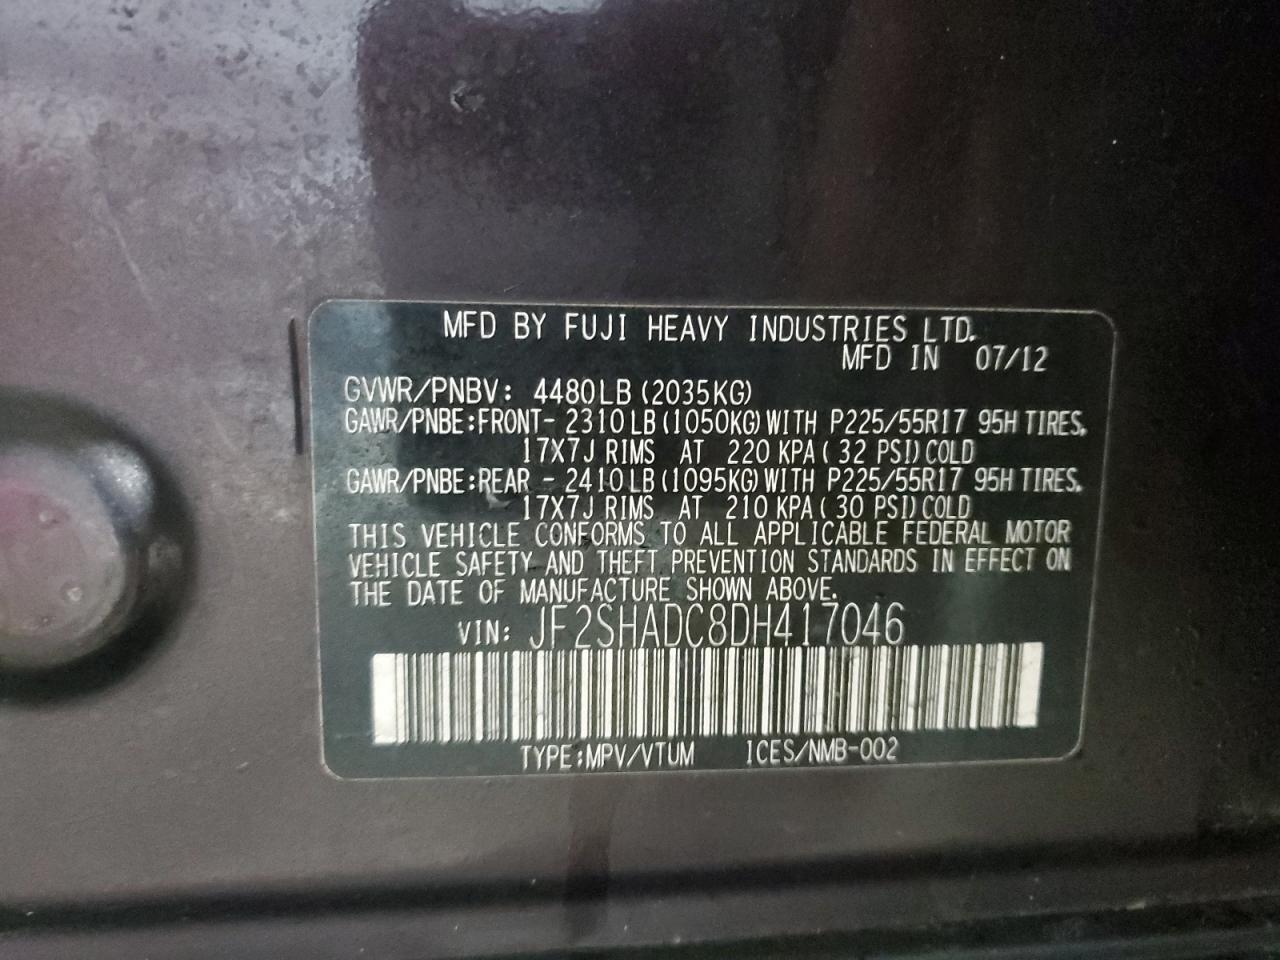 MFD BY FUJI HEAVY INDUSTRIES LTD.
MFD IN 07/12
GVWR/PNBV: 4480LB (2035KG)
GAWR/PNBE:FRONT- 2310LB (1050KG) WITH P225/55R17 95H TIRES,
17X7J RIMS AT 220 KPA ( 32 PSI) COLD
GAWR/PNBE:REAR - 2410LB (1095KG) WITH P225/55R17 95H TIRES,
17X7J RIMS AT 210 KPA ( 30 PSI) COLD
THIS VEHICLE CONFORMS TO ALL APPLICABLE FEDERAL MOTOR
VEHICLE SAFETY AND THEFT PREVENTION STANDARDS IN EFFECT ON
THE DATE OF MANUFACTURE SHOWN ABOVE.
VIN: JF2SHADC8DH417046
TYPE:MPV/VTUM ICES/NMB-002